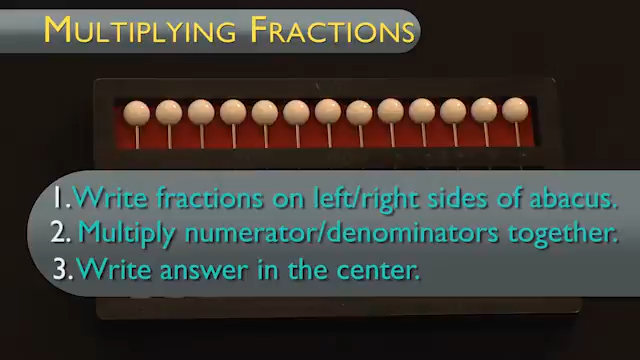 MULTIPLYING FRACTIONS
1. Write fractions on left/right sides of abacus.
2. Multiply numerator/denominators together.
3. Write answer in the center.